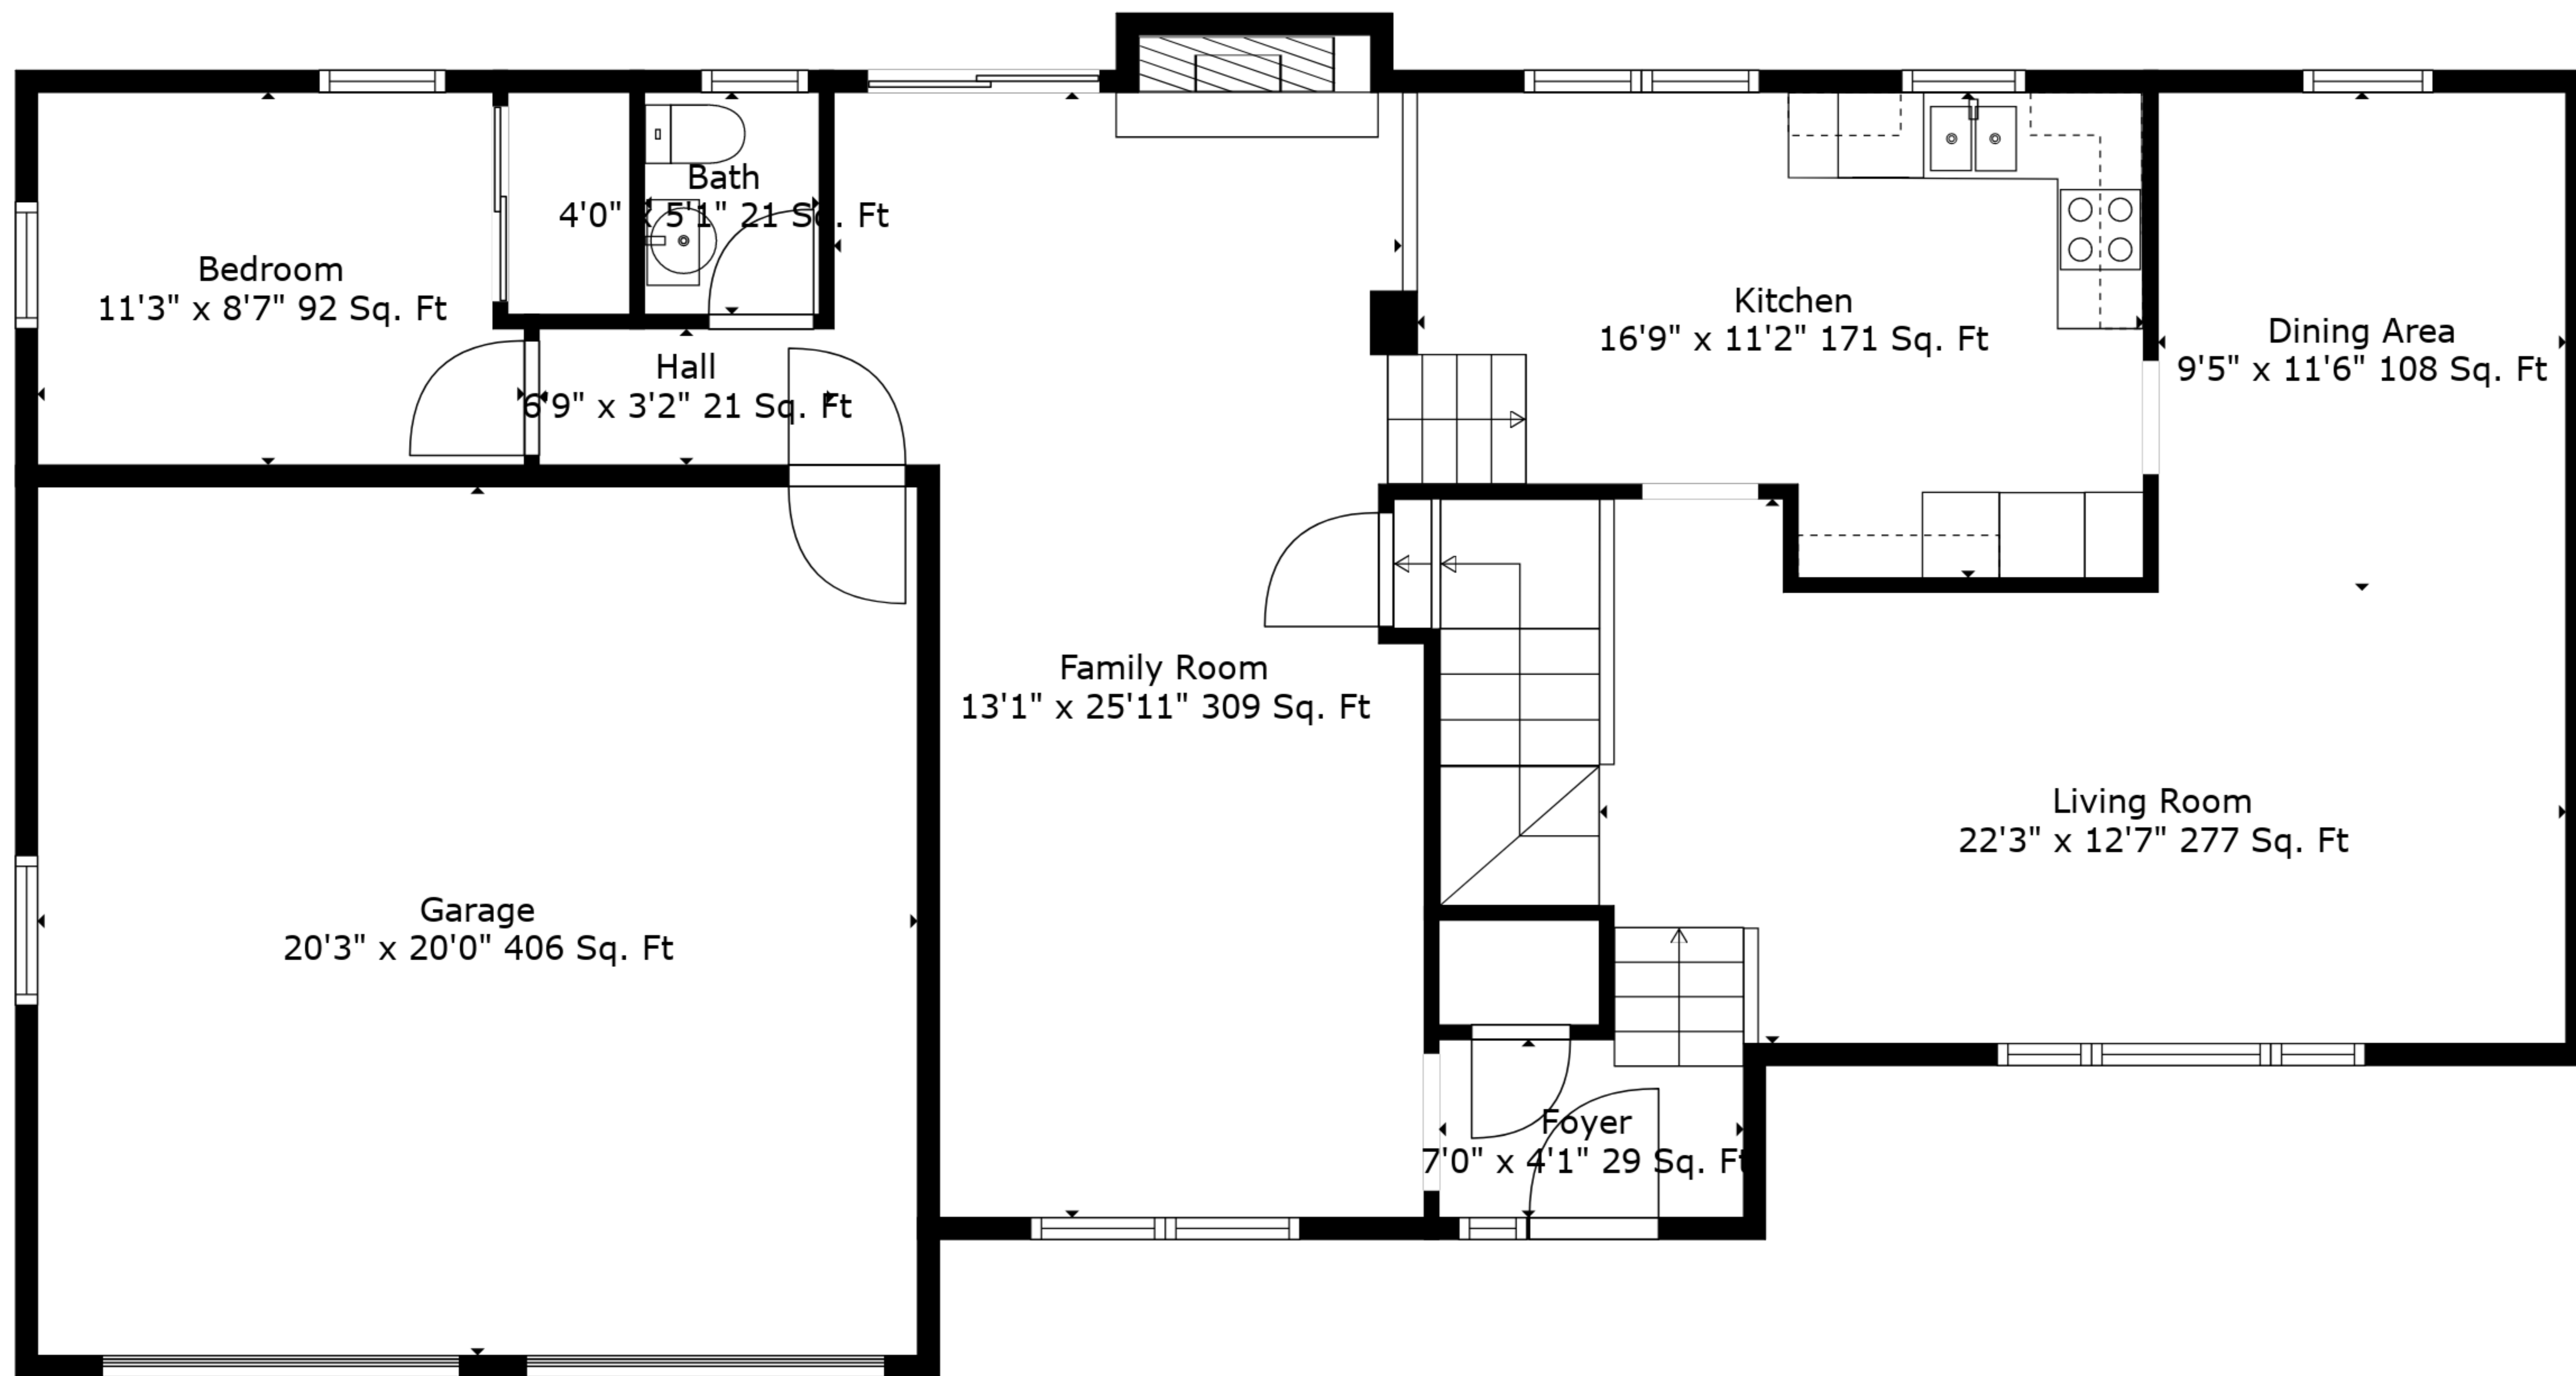 Bath
4'0" x 5'1" 21 Sq. Ft
Bedroom
11'3" x 8'7" 92 Sq. Ft
Kitchen
16'9" x 11'2" 171 Sq. Ft
Dining Area
9'5" x 11'6" 108 Sq. Ft
Hall
6'9" x 3'2" 21 Sq. Ft
Family Room
13'1" x 25'11" 309 Sq. Ft
Living Room
22'3" x 12'7" 277 Sq. Ft
Garage
20'3" x 20'0" 406 Sq. Ft
Foyer
7'0" x 4'1" 29 Sq. Ft